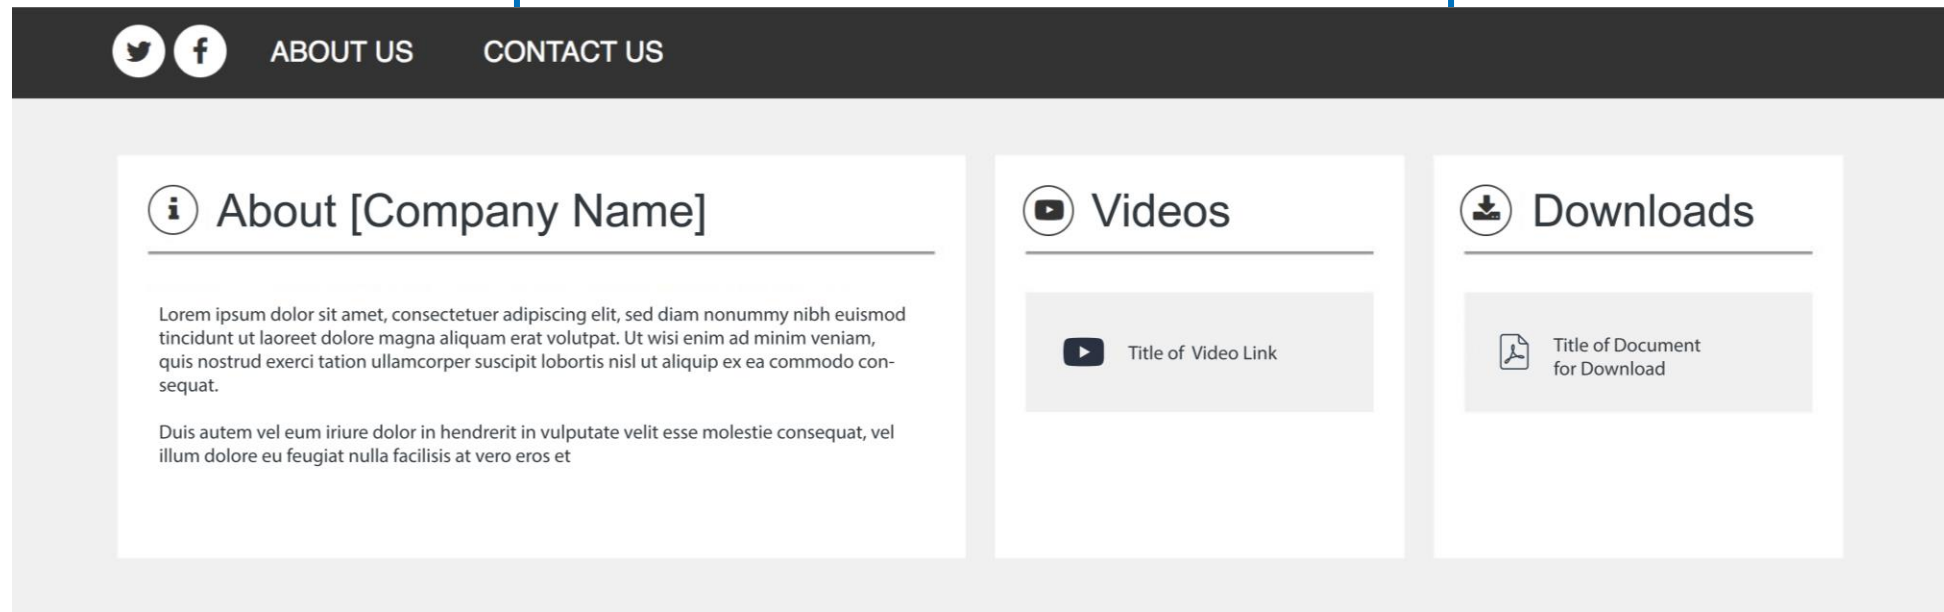 ABOUT US
CONTACT US
About [Company Name]
Lorem ipsum dolor sit amet, consectetuer adipiscing elit, sed diam nonummy nibh euismod
tincidunt ut laoreet dolore magna aliquam erat volutpat. Ut wisi enim ad minim veniam,
quis nostrud exerci tation ullamcorper suscipit lobortis nisl ut aliquip ex ea commodo con-
sequat.
Duis autem vel eum iriure dolor in hendrerit in vulputate velit esse molestie consequat, vel
illum dolore eu feugiat nulla facilisis at vero eros et
Videos
Title of Video Link
Downloads
Title of Document
for Download